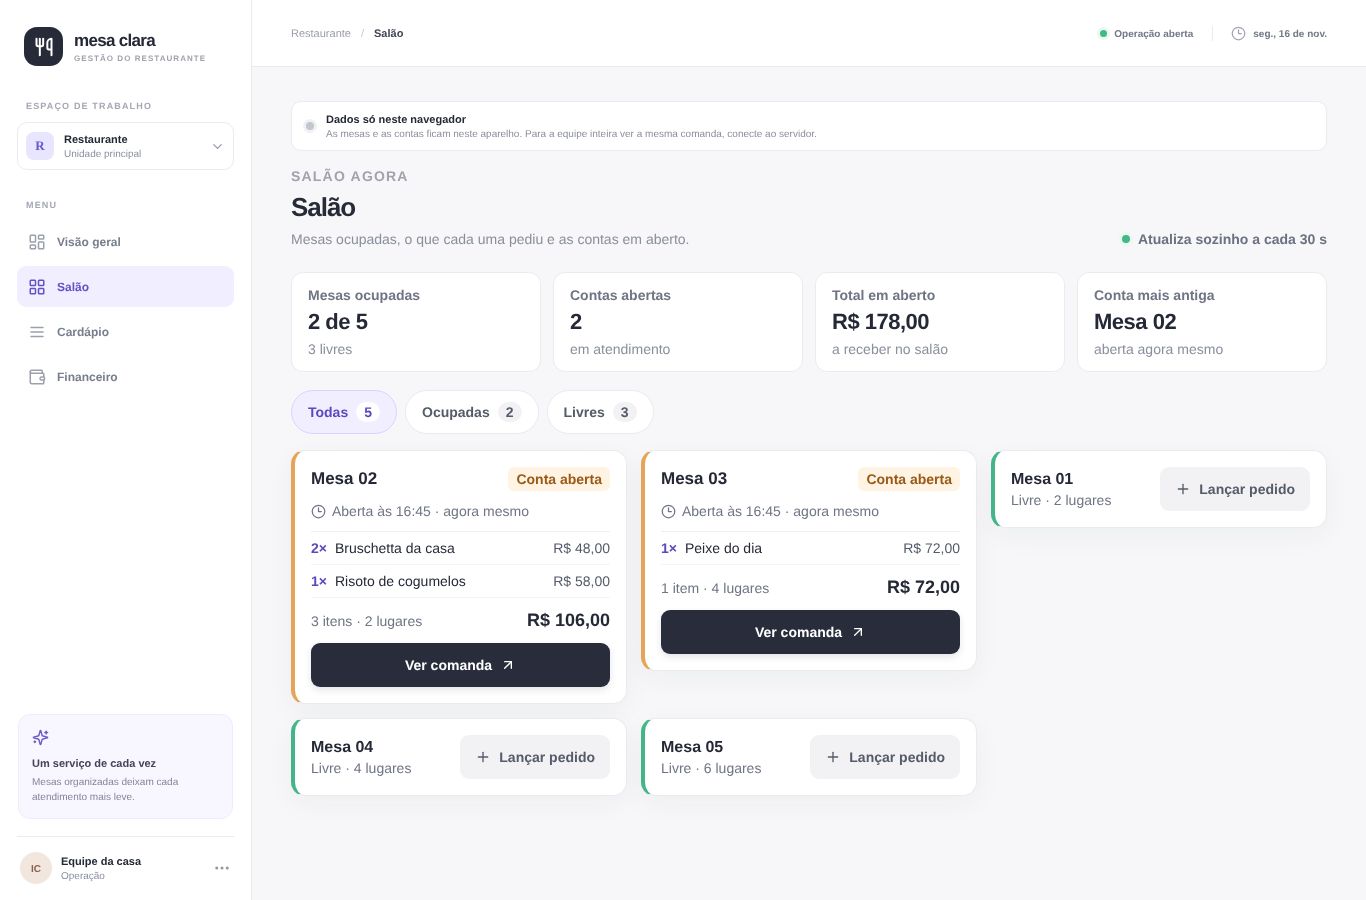 mesa clara
GESTÃO DO RESTAURANTE
ESPAÇO DE TRABALHO
R
Restaurante
Unidade principal
MENU
Visão geral
Salão
Cardápio
Financeiro
Um serviço de cada vez
Mesas organizadas deixam cada
atendimento mais leve.
IC
Equipe da casa
Operação
Restaurante / Salão
Operação aberta
seg., 16 de nov.
Dados só neste navegador
As mesas e as contas ficam neste aparelho. Para a equipe inteira ver a mesma comanda, conecte ao servidor.
SALÃO AGORA
Salão
Mesas ocupadas, o que cada uma pediu e as contas em aberto.
Atualiza sozinho a cada 30 s
Mesas ocupadas
2 de 5
3 livres
Contas abertas
2
em atendimento
Total em aberto
R$ 178,00
a receber no salão
Conta mais antiga
Mesa 02
aberta agora mesmo
Todas 5
Ocupadas 2
Livres 3
Mesa 02
Conta aberta
Aberta às 16:45 · agora mesmo
2× Bruschetta da casa R$ 48,00
1× Risoto de cogumelos R$ 58,00
3 itens · 2 lugares R$ 106,00
Ver comanda
Mesa 03
Conta aberta
Aberta às 16:45 · agora mesmo
1× Peixe do dia R$ 72,00
1 item · 4 lugares R$ 72,00
Ver comanda
Mesa 01
Livre · 2 lugares
Lançar pedido
Mesa 04
Livre · 4 lugares
Lançar pedido
Mesa 05
Livre · 6 lugares
Lançar pedido